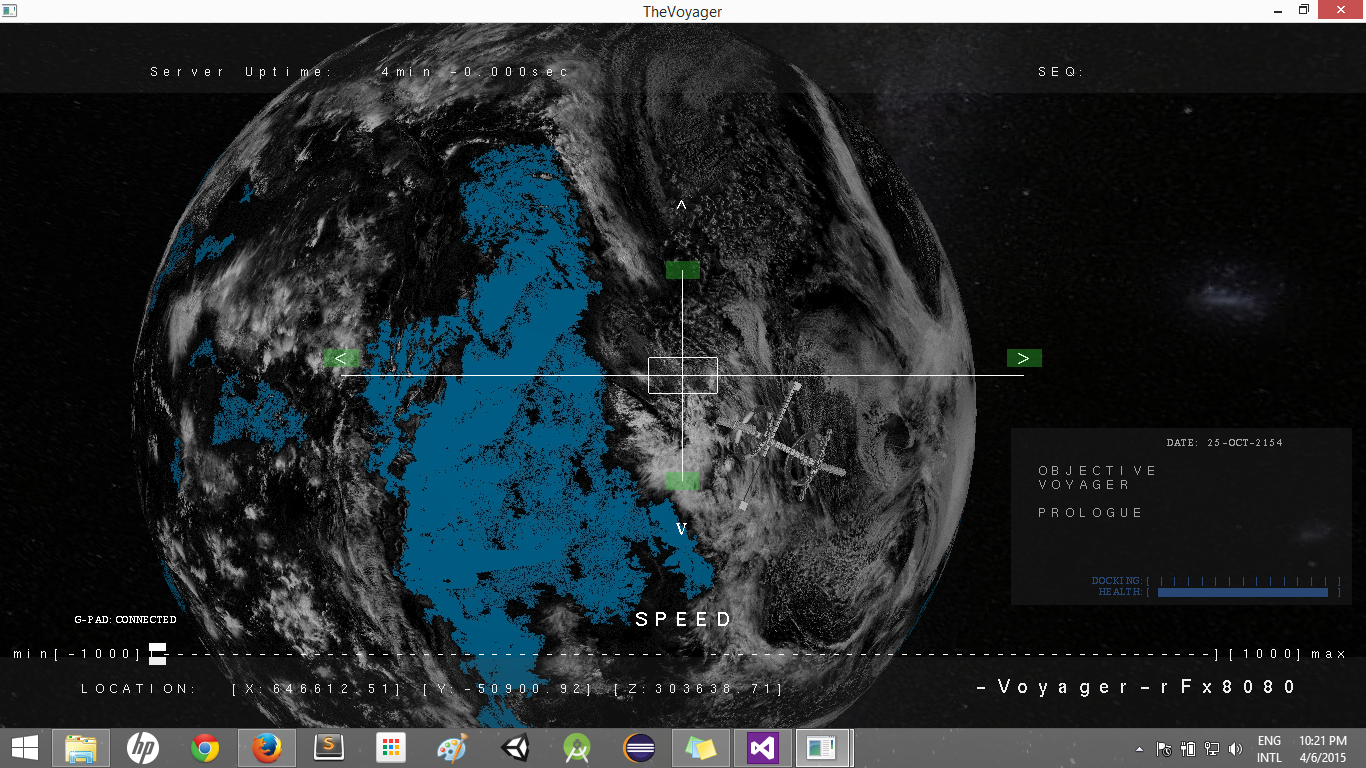 TheVoyager
Server Uptime: 4min -0.000sec
SEQ:
^
< >
V
DATE: 25-OCT-2154
OBJECTIVE
VOYAGER
PROLOGUE
DOCKING:[ | | | | | | | | | | | | | ]
HEALTH:[ ]
G-PAD: CONNECTED
SPEED
min[-1000] [------------------------------------------------------------------------][1000]max
LOCATION: [X:646612.51] [Y:-50900.92] [Z:303638.71]
-Voyager-rFx8080
hp
S
ENG 10:21 PM
INTL 4/6/2015